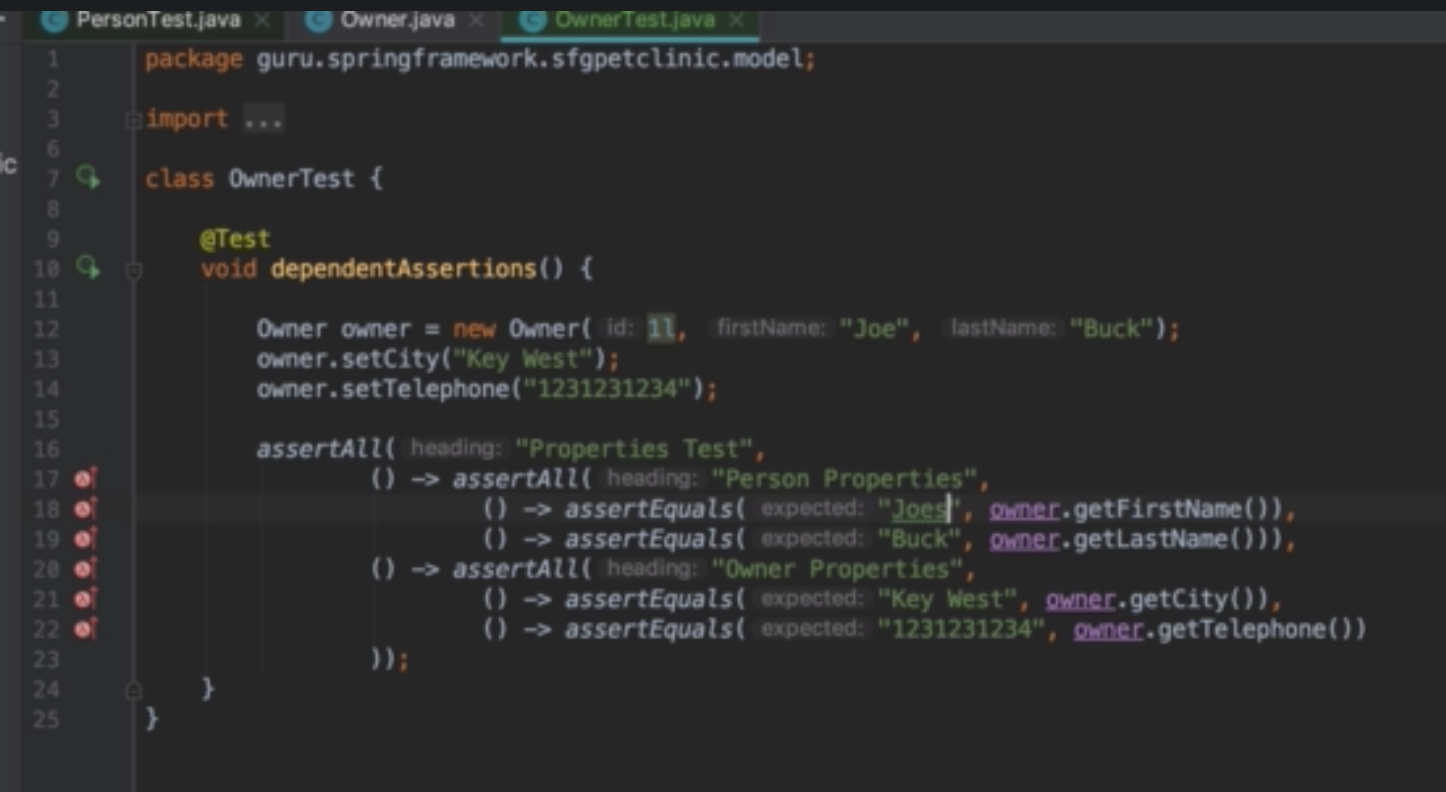 PersonTest.java × Owner.java × OwnerTest.java ×
1 package guru.springframework.sfgpetclinic.model;
2
3 import ...
6
ic
7 class OwnerTest {
8
9 @Test
10 void dependentAssertions() {
11
12 Owner owner = new Owner( id: 1l, firstName: "Joe", lastName: "Buck");
13 owner.setCity("Key West");
14 owner.setTelephone("1231231234");
15
16 assertAll( heading: "Properties Test",
17 () -> assertAll( heading: "Person Properties",
18 () -> assertEquals( expected: "Joes", owner.getFirstName()),
19 () -> assertEquals( expected: "Buck", owner.getLastName())),
20 () -> assertAll( heading: "Owner Properties",
21 () -> assertEquals( expected: "Key West", owner.getCity()),
22 () -> assertEquals( expected: "1231231234", owner.getTelephone())
23 ));
24 }
25 }